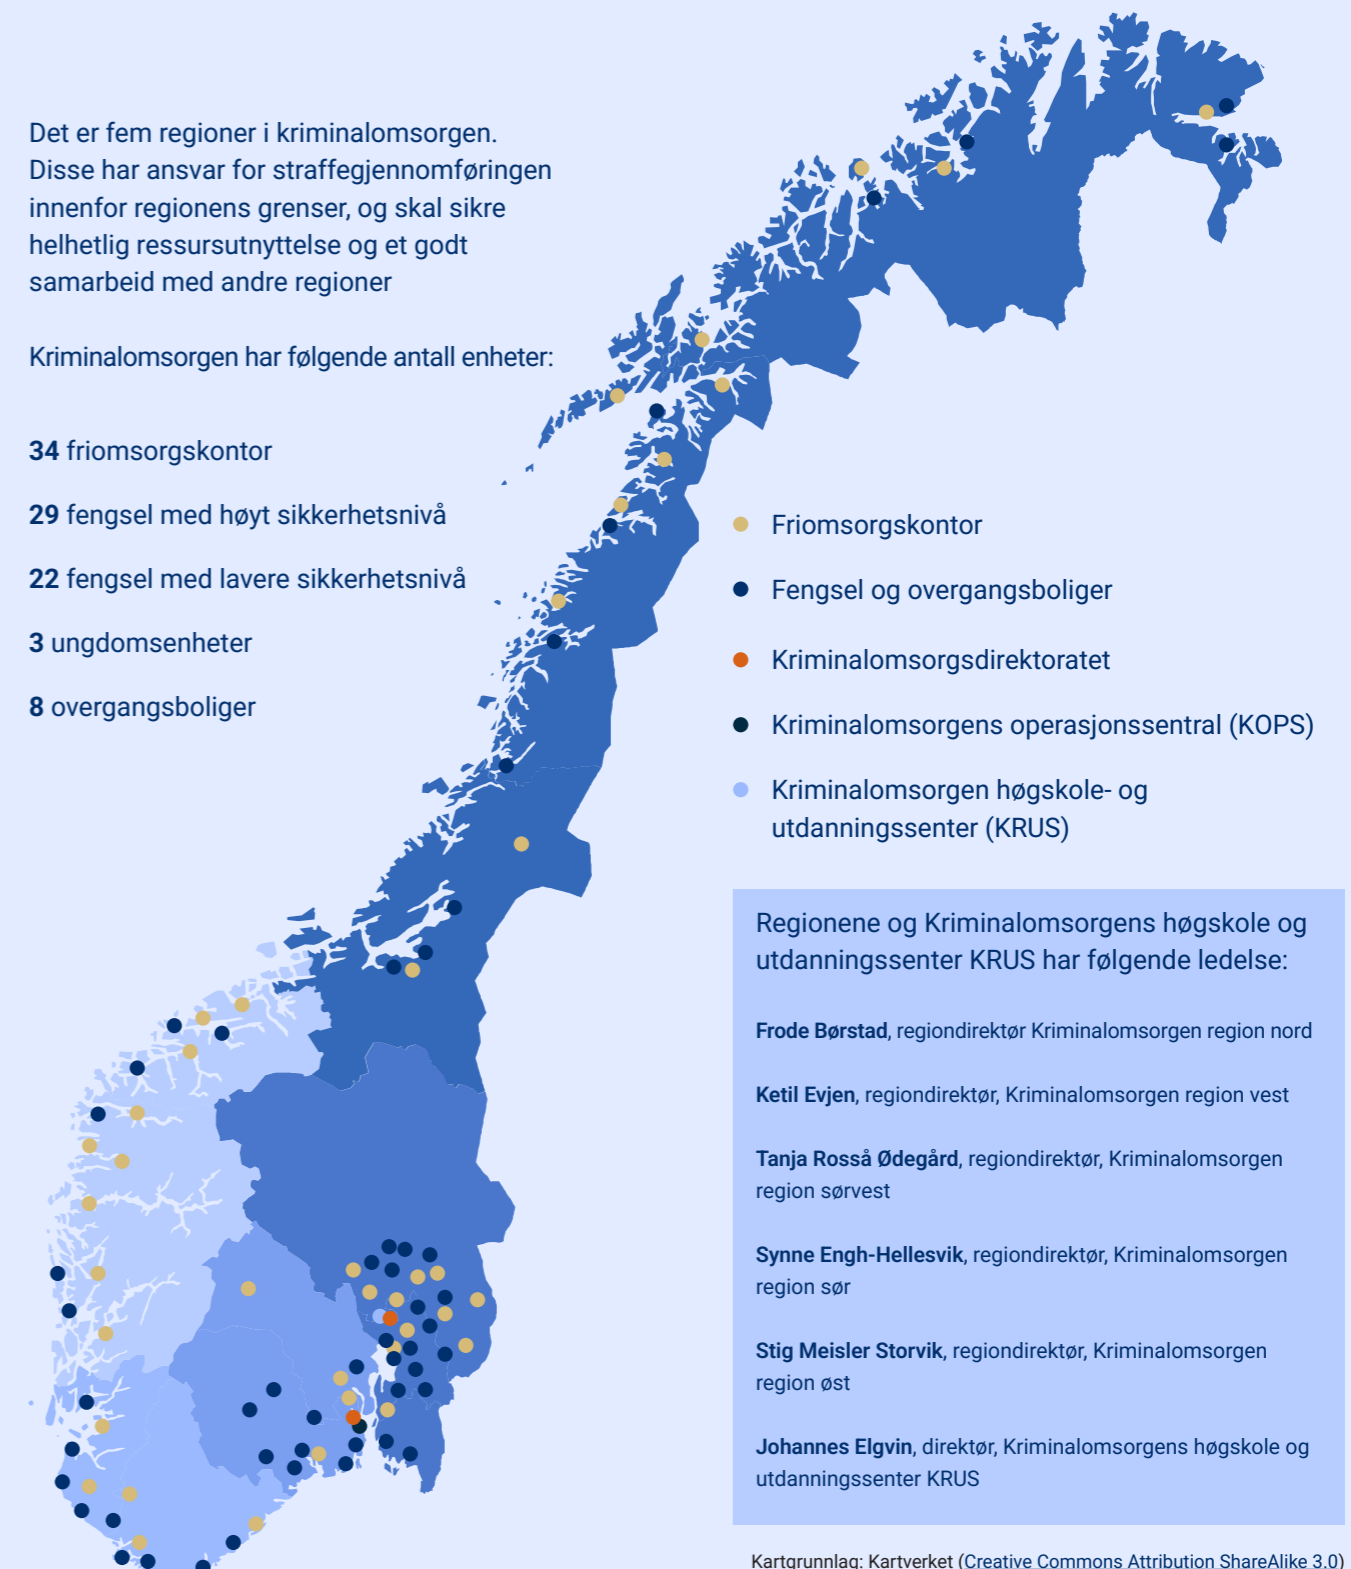 Det er fem regioner i kriminalomsorgen.
Disse har ansvar for straffegjennomføringen
innenfor regionens grenser, og skal sikre
helhetlig ressursutnyttelse og et godt
samarbeid med andre regioner
Kriminalomsorgen har følgende antall enheter:
34 friomsorgskontor
29 fengsel med høyt sikkerhetsnivå
22 fengsel med lavere sikkerhetsnivå
3 ungdomsenheter
8 overgangsboliger
Friomsorgskontor
Fengsel og overgangsboliger
Kriminalomsorgsdirektoratet
Kriminalomsorgens operasjonssentral (KOPS)
Kriminalomsorgen høgskole- og
utdanningssenter (KRUS)
Regionene og Kriminalomsorgens høgskole og
utdanningssenter KRUS har følgende ledelse:
Frode Børstad, regiondirektør Kriminalomsorgen region nord
Ketil Evjen, regiondirektør, Kriminalomsorgen region vest
Tanja Rosså Ødegård, regiondirektør, Kriminalomsorgen
region sørvest
Synne Engh-Hellesvik, regiondirektør, Kriminalomsorgen
region sør
Stig Meisler Storvik, regiondirektør, Kriminalomsorgen
region øst
Johannes Elgvin, direktør, Kriminalomsorgens høgskole og
utdanningssenter KRUS
Kartgrunnlag: Kartverket (Creative Commons Attribution ShareAlike 3.0)